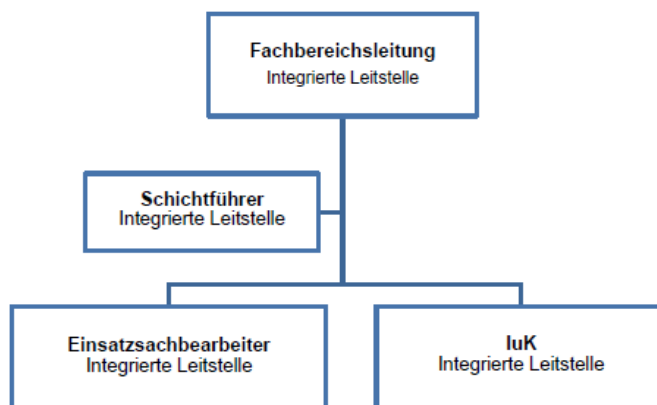 Fachbereichsleitung
Integrierte Leitstelle
Schichtführer
Integrierte Leitstelle
Einsatzsachbearbeiter
Integrierte Leitstelle
IuK
Integrierte Leitstelle